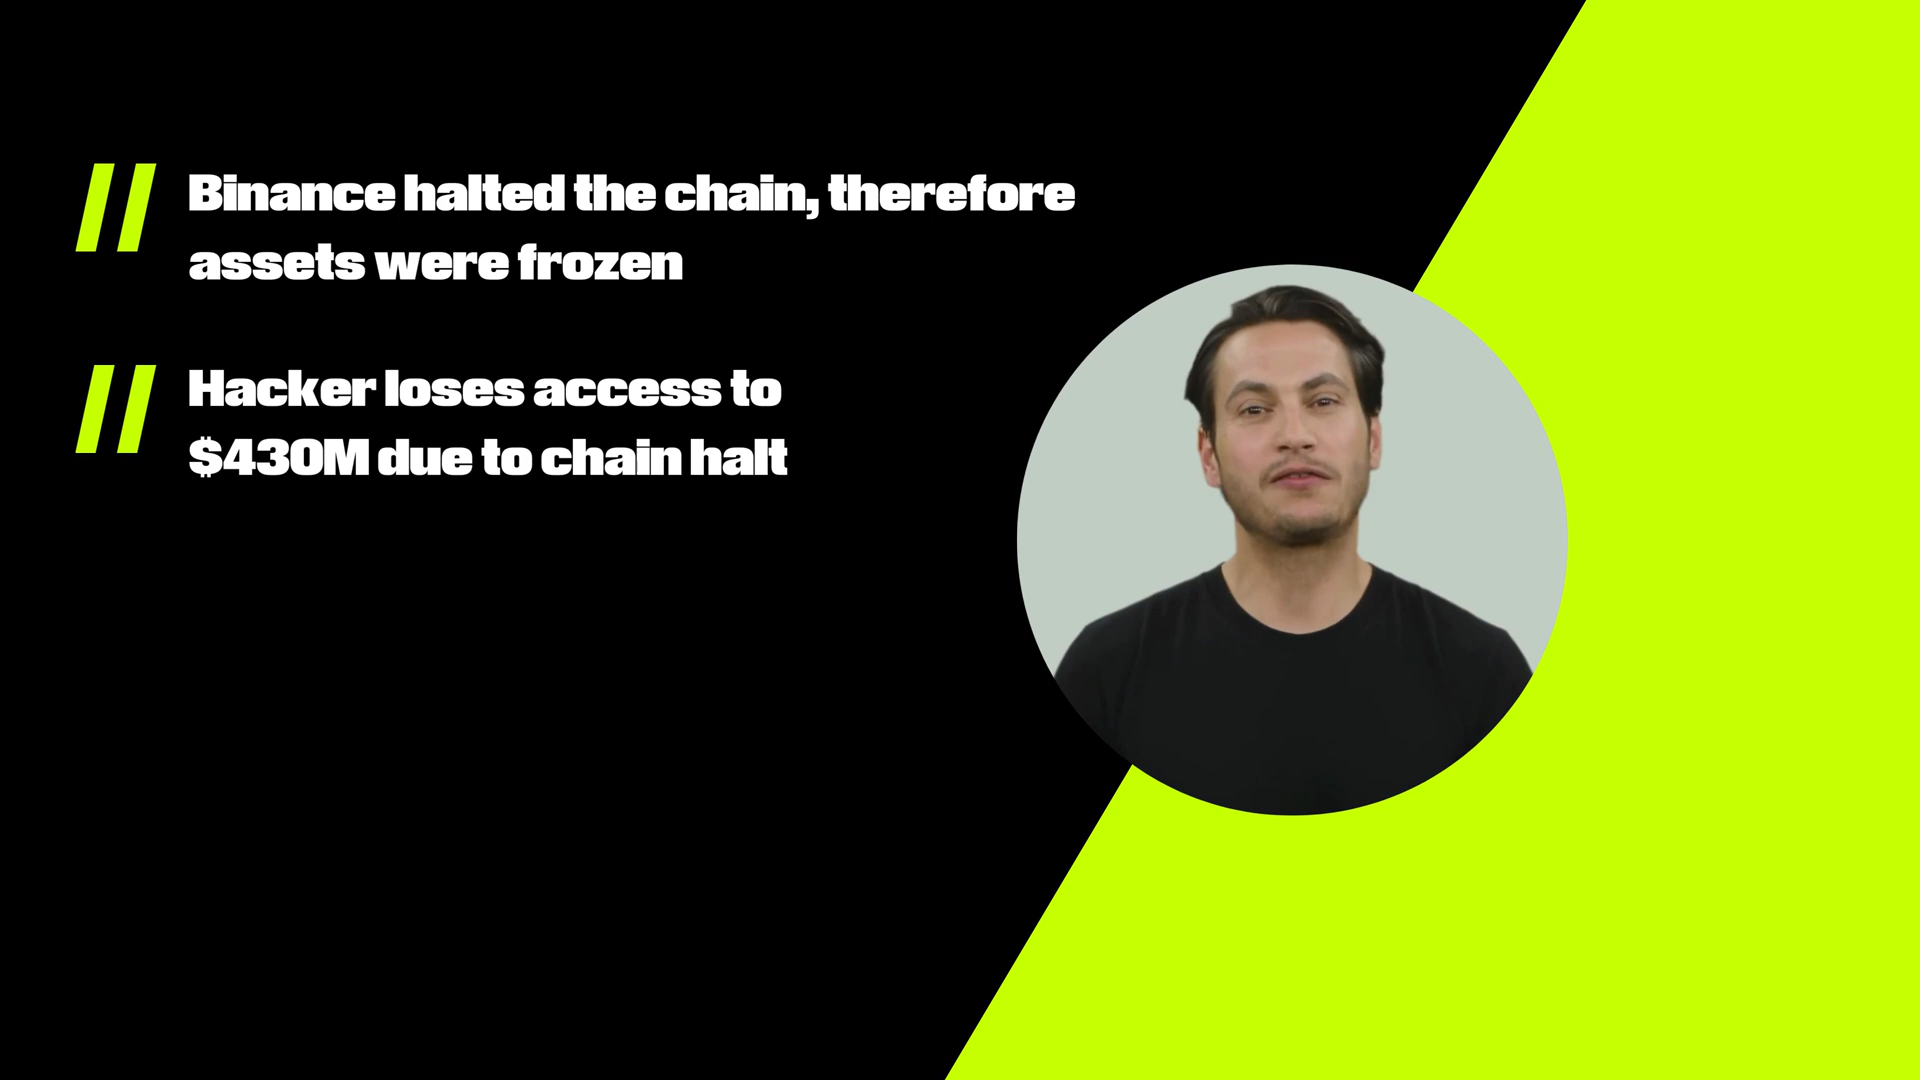 Binance halted the chain, therefore
assets were frozen
Hacker loses access to
$430M due to chain halt